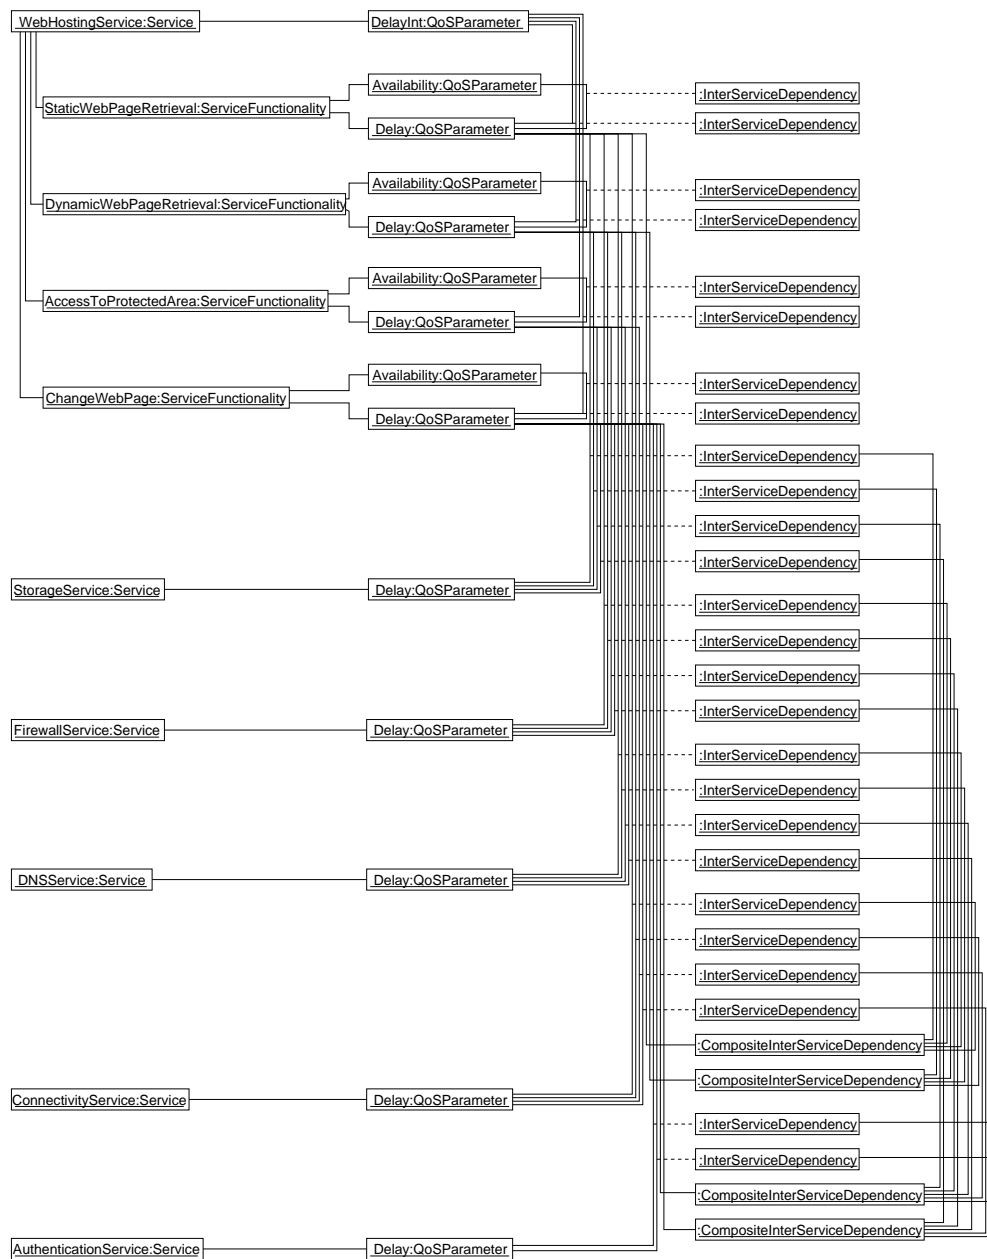 WebHostingService:Service
DelayInt:QoSParameter
Availability:QoSParameter
:InterServiceDependency
StaticWebPageRetrieval:ServiceFunctionality
Delay:QoSParameter
:InterServiceDependency
Availability:QoSParameter
:InterServiceDependency
DynamicWebPageRetrieval:ServiceFunctionality
Delay:QoSParameter
:InterServiceDependency
Availability:QoSParameter
:InterServiceDependency
AccessToProtectedArea:ServiceFunctionality
Delay:QoSParameter
:InterServiceDependency
Availability:QoSParameter
:InterServiceDependency
ChangeWebPage:ServiceFunctionality
Delay:QoSParameter
:InterServiceDependency
:InterServiceDependency
:InterServiceDependency
:InterServiceDependency
:InterServiceDependency
StorageService:Service
Delay:QoSParameter
:InterServiceDependency
:InterServiceDependency
:InterServiceDependency
:InterServiceDependency
FirewallService:Service
Delay:QoSParameter
:InterServiceDependency
:InterServiceDependency
:InterServiceDependency
:InterServiceDependency
DNSService:Service
Delay:QoSParameter
:InterServiceDependency
:InterServiceDependency
:InterServiceDependency
:InterServiceDependency
:CompositeInterServiceDependency
:CompositeInterServiceDependency
ConnectivityService:Service
Delay:QoSParameter
:InterServiceDependency
:InterServiceDependency
:CompositeInterServiceDependency
:CompositeInterServiceDependency
AuthenticationService:Service
Delay:QoSParameter